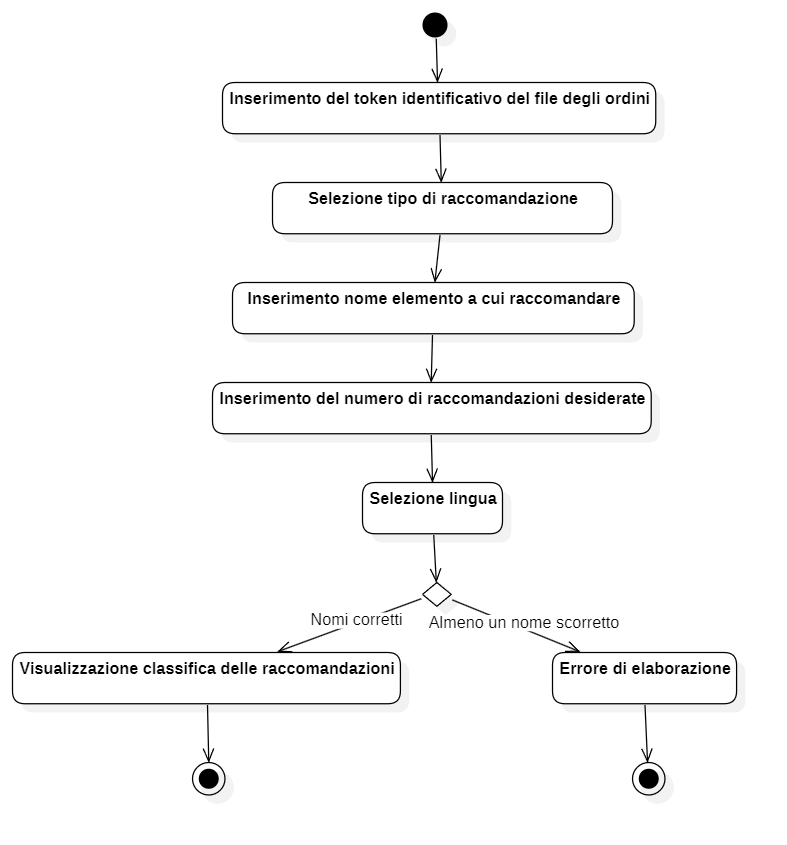 Inserimento del token identificativo del file degli ordini
Selezione tipo di raccomandazione
Inserimento nome elemento a cui raccomandare
Inserimento del numero di raccomandazioni desiderate
Selezione lingua
Nomi corretti
Almeno un nome scorretto
Visualizzazione classifica delle raccomandazioni
Errore di elaborazione